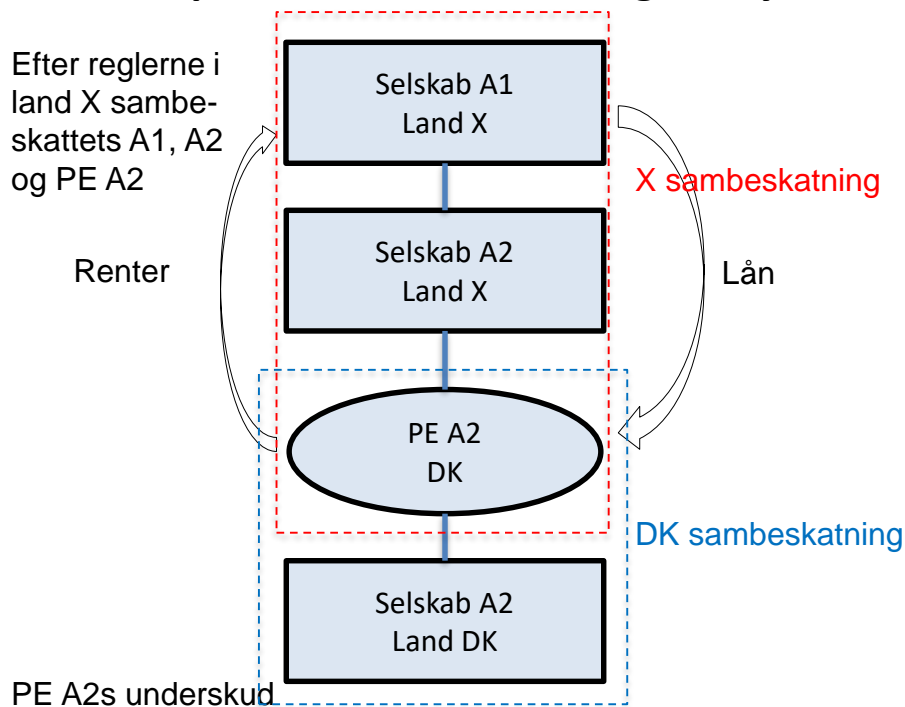 Efter reglerne i
land X sambe-
skattets A1, A2
og PE A2
Selskab A1
Land X
X sambeskatning
Selskab A2
Land X
Renter
Lån
PE A2
DK
DK sambeskatning
Selskab A2
Land DK
PE A2s underskud